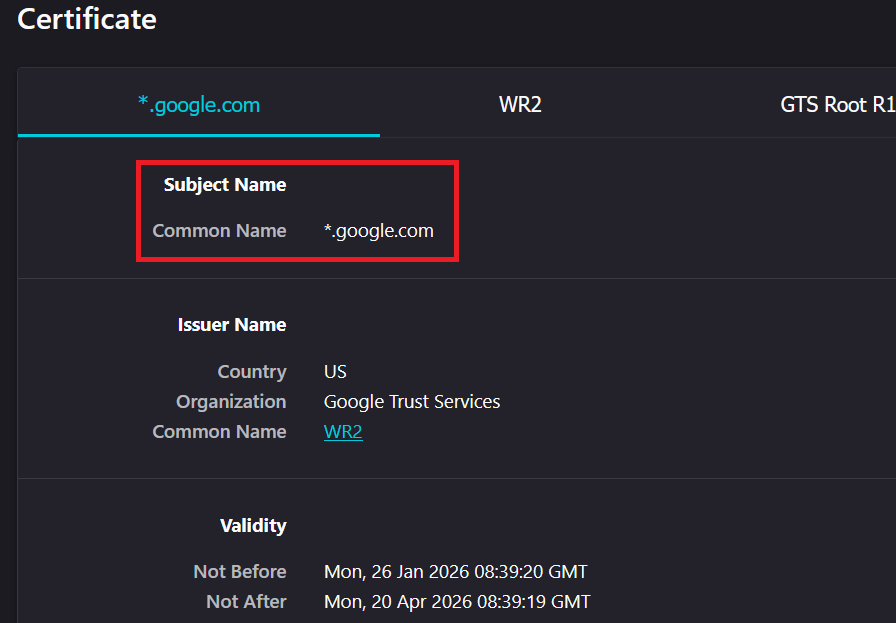 Certificate
*.google.com WR2 GTS Root R1
Subject Name
Common Name *.google.com
Issuer Name
Country US
Organization Google Trust Services
Common Name WR2
Validity
Not Before Mon, 26 Jan 2026 08:39:20 GMT
Not After Mon, 20 Apr 2026 08:39:19 GMT